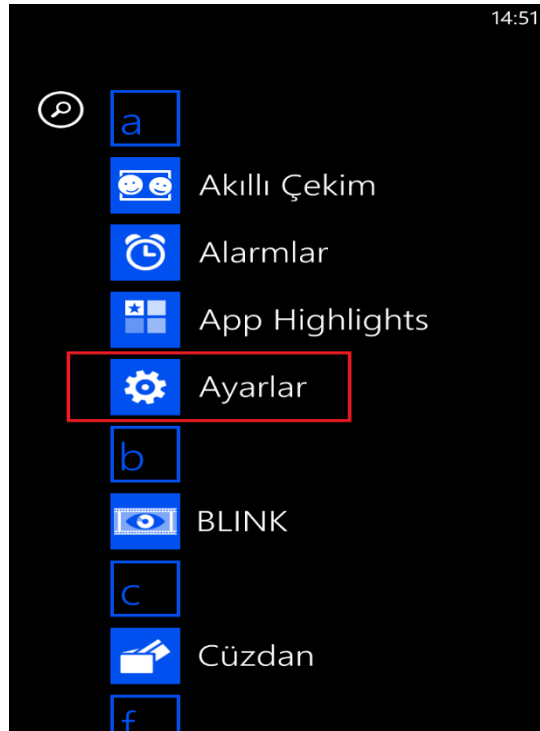 14:51
a
Akıllı Çekim
Alarmlar
App Highlights
Ayarlar
b
BLINK
c
Cüzdan
f